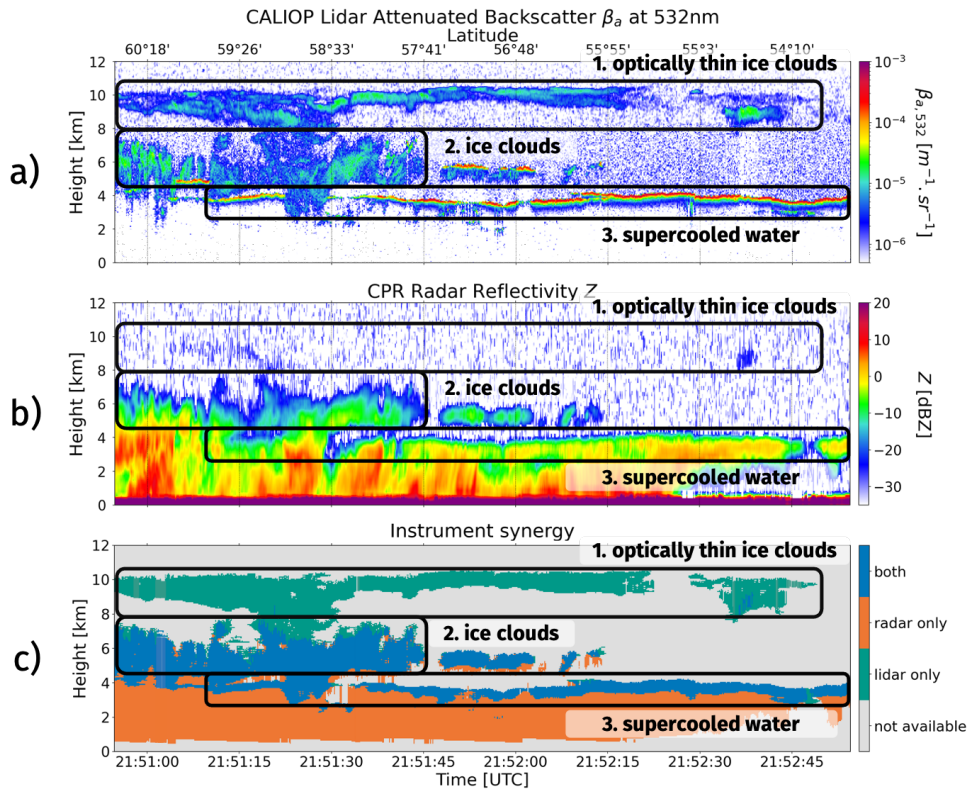 CALIOP Lidar Attenuated Backscatter βₐ at 532nm
Latitude
60°18' 59°26' 58°33' 57°41' 56°48' 55°55' 55°3' 54°10'
a)
Height [km]
12
10
8
6
4
2
0
1. optically thin ice clouds
2. ice clouds
3. supercooled water
10⁻³
10⁻⁴
10⁻⁵
10⁻⁶
βₐ,₅₃₂ [m⁻¹.sr⁻¹]
CPR Radar Reflectivity Z
b)
Height [km]
12
10
8
6
4
2
0
1. optically thin ice clouds
2. ice clouds
3. supercooled water
20
10
0
−10
−20
−30
Z [dBZ]
Instrument synergy
c)
Height [km]
12
10
8
6
4
2
0
1. optically thin ice clouds
2. ice clouds
3. supercooled water
both
radar only
lidar only
not available
21:51:00 21:51:15 21:51:30 21:51:45 21:52:00 21:52:15 21:52:30 21:52:45
Time [UTC]